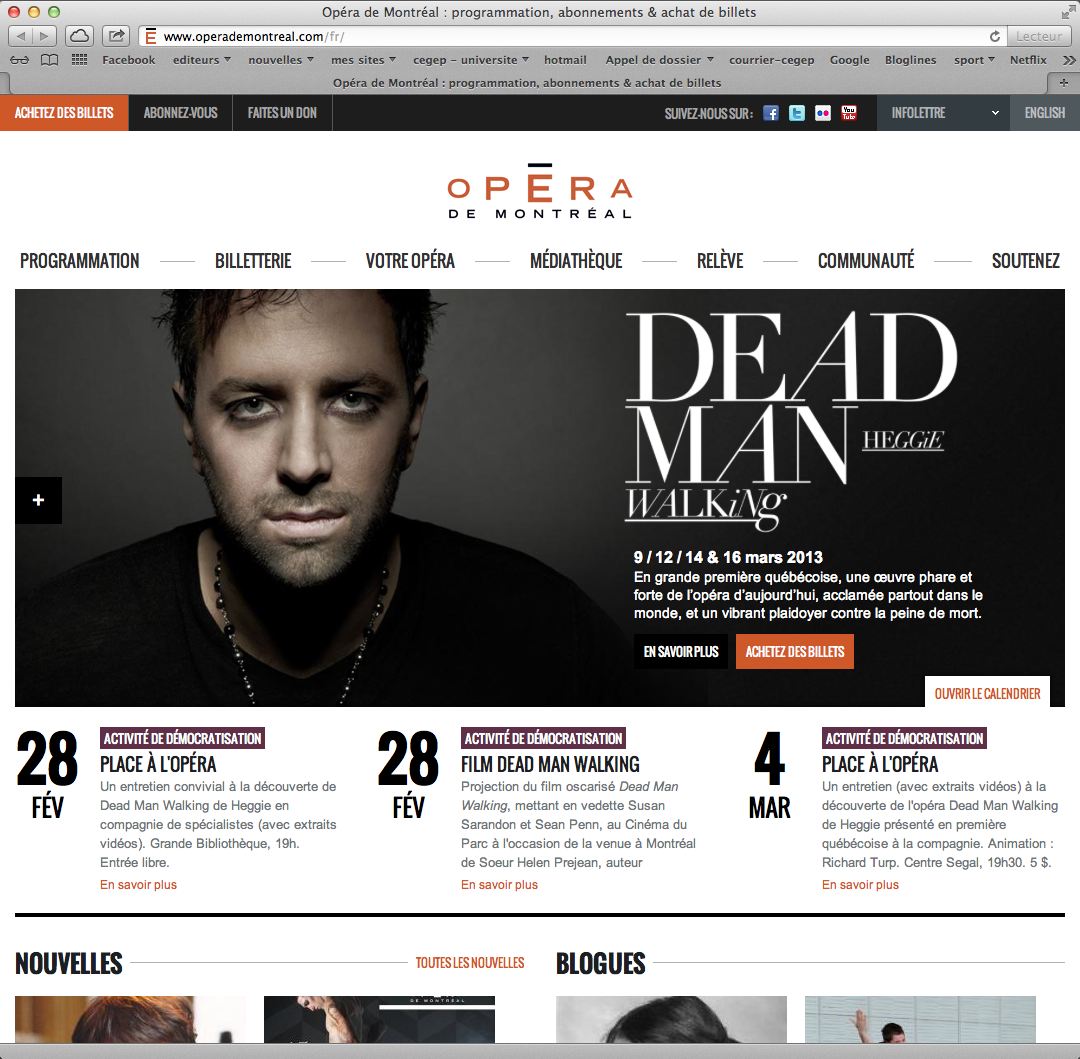 Opéra de Montréal : programmation, abonnements & achat de billets
www.operademontreal.com/fr/
Lecteur
Facebook editeurs nouvelles mes sites cegep - universite hotmail Appel de dossier courrier-cegep Google Bloglines sport Netflix
Opéra de Montréal : programmation, abonnements & achat de billets
ACHETEZ DES BILLETS ABONNEZ-VOUS FAITES UN DON SUIVEZ-NOUS SUR : You Tube INFOLETTRE ENGLISH
OPĒRA
DE MONTRÉAL
PROGRAMMATION BILLETTERIE VOTRE OPÉRA MÉDIATHÈQUE RELÈVE COMMUNAUTÉ SOUTENEZ
DEAD
MAN HEGGiE
WALKiNg
9 / 12 / 14 & 16 mars 2013
En grande première québécoise, une œuvre phare et
forte de l'opéra d'aujourd'hui, acclamée partout dans le
monde, et un vibrant plaidoyer contre la peine de mort.
EN SAVOIR PLUS ACHETEZ DES BILLETS
OUVRIR LE CALENDRIER
28
FÉV
ACTIVITÉ DE DÉMOCRATISATION
PLACE À L'OPÉRA
Un entretien convivial à la découverte de
Dead Man Walking de Heggie en
compagnie de spécialistes (avec extraits
vidéos). Grande Bibliothèque, 19h.
Entrée libre.
En savoir plus
28
FÉV
ACTIVITÉ DE DÉMOCRATISATION
FILM DEAD MAN WALKING
Projection du film oscarisé Dead Man
Walking, mettant en vedette Susan
Sarandon et Sean Penn, au Cinéma du
Parc à l'occasion de la venue à Montréal
de Soeur Helen Prejean, auteur
En savoir plus
4
MAR
ACTIVITÉ DE DÉMOCRATISATION
PLACE À L'OPÉRA
Un entretien (avec extraits vidéos) à la
découverte de l'opéra Dead Man Walking
de Heggie présenté en première
québécoise à la compagnie. Animation :
Richard Turp. Centre Segal, 19h30. 5 $.
En savoir plus
NOUVELLES TOUTES LES NOUVELLES
BLOGUES
DE MONTRÉAL